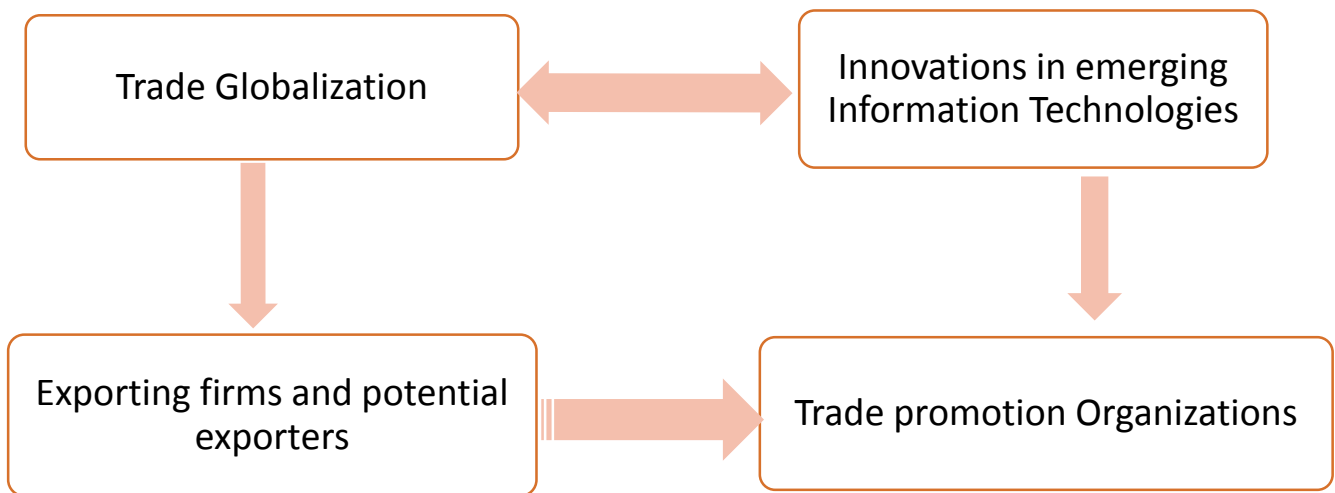 Trade Globalization
Innovations in emerging
Information Technologies
Exporting firms and potential
exporters
Trade promotion Organizations